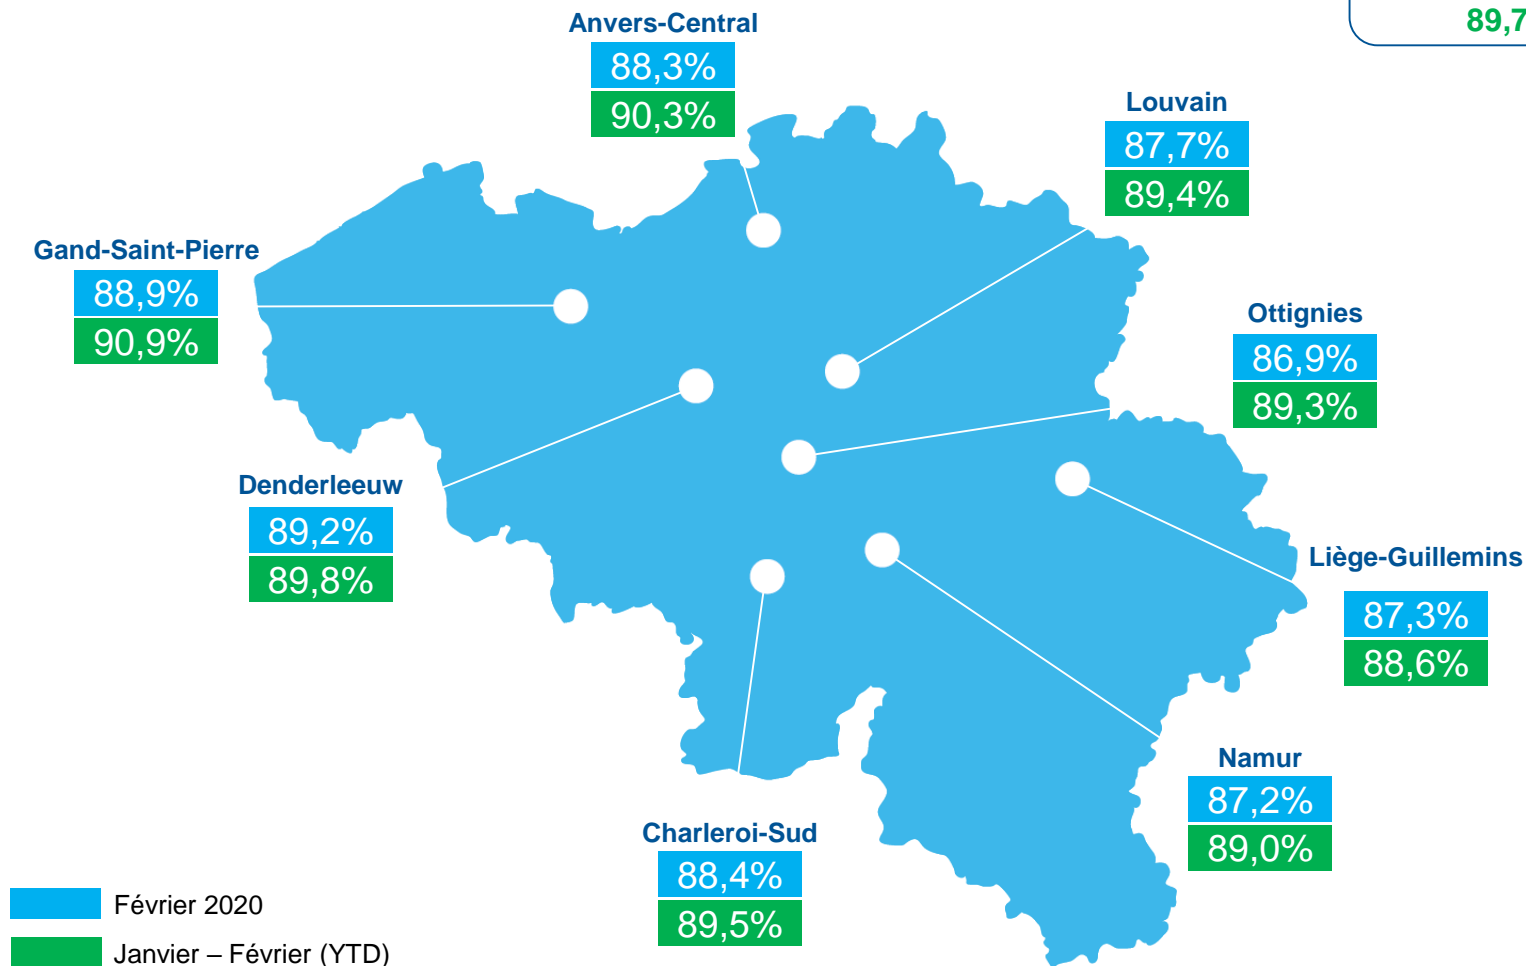 89,7
Anvers-Central
88,3%
90,3%
Louvain
87,7%
89,4%
Gand-Saint-Pierre
88,9%
90,9%
Ottignies
86,9%
89,3%
Denderleeuw
89,2%
89,8%
Liège-Guillemins
87,3%
88,6%
Namur
87,2%
89,0%
Charleroi-Sud
88,4%
89,5%
Février 2020
Janvier – Février (YTD)